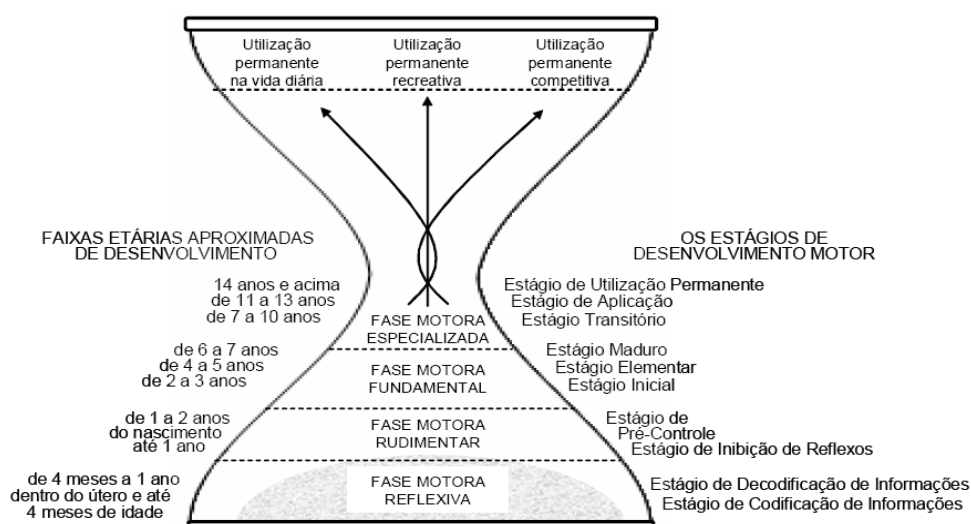 Utilização
permanente
na vida diária
Utilização
permanente
recreativa
Utilização
permanente
competitiva
FAIXAS ETÁRIAS APROXIMADAS
DE DESENVOLVIMENTO
OS ESTÁGIOS DE
DESENVOLVIMENTO MOTOR
14 anos e acima
de 11 a 13 anos
de 7 a 10 anos
FASE MOTORA
ESPECIALIZADA
Estágio de Utilização Permanente
Estágio de Aplicação
Estágio Transitório
de 6 a 7 anos
de 4 a 5 anos
de 2 a 3 anos
FASE MOTORA
FUNDAMENTAL
Estágio Maduro
Estágio Elementar
Estágio Inicial
de 1 a 2 anos
do nascimento
até 1 ano
FASE MOTORA
RUDIMENTAR
Estágio de
Pré-Controle
Estágio de Inibição de Reflexos
de 4 meses a 1 ano
dentro do útero e até
4 meses de idade
FASE MOTORA
REFLEXIVA
Estágio de Decodificação de Informações
Estágio de Codificação de Informações